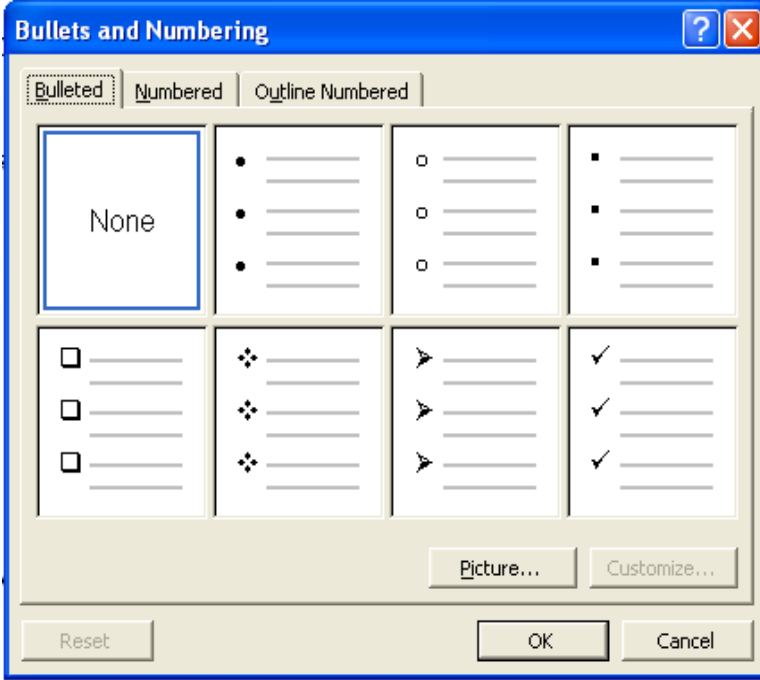 Bullets and Numbering
Bulleted Numbered Outline Numbered
None
Picture... Customize...
Reset OK Cancel